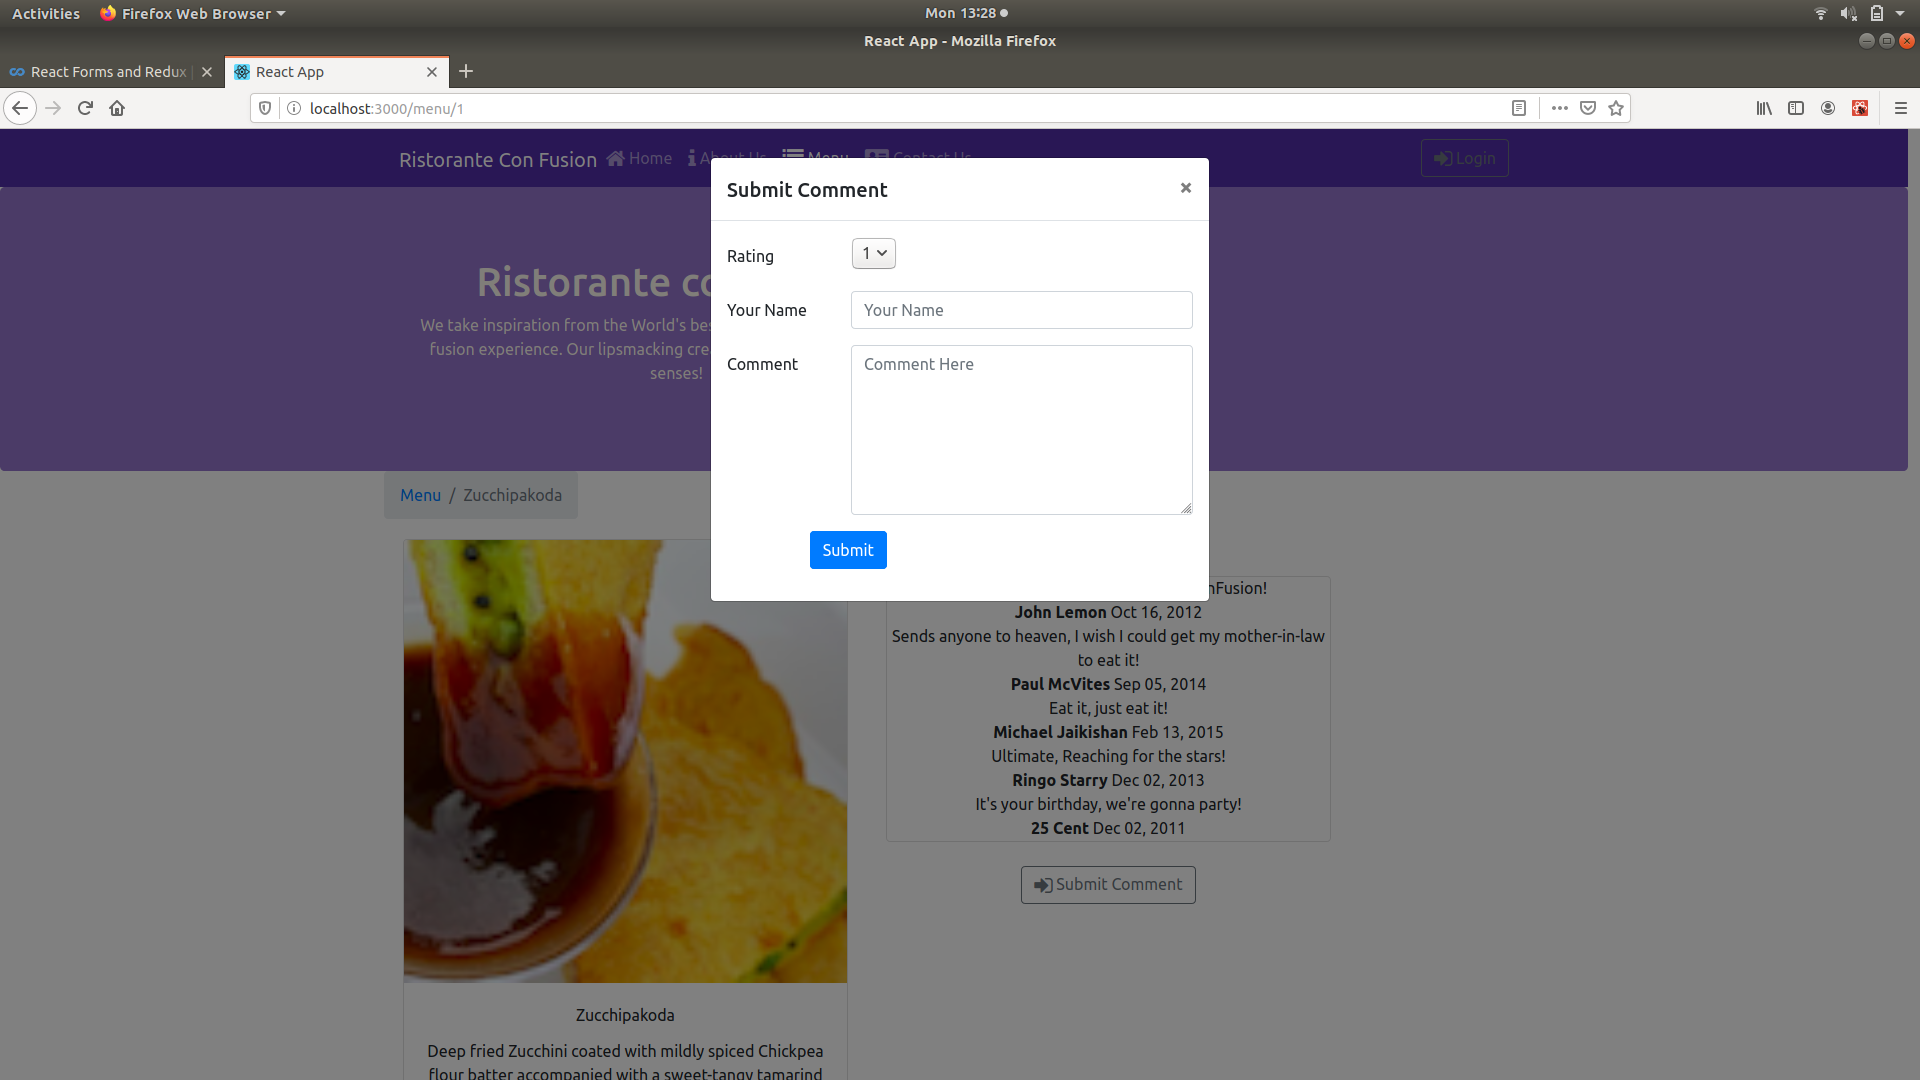 Activities
Firefox Web Browser
Mon 13:28
React App - Mozilla Firefox
React Forms and Redux |
React App
localhost:3000/menu/1
Ristorante Con Fusion
Home
About Us
Menu
Contact Us
Login
Submit Comment
×
Rating
1
Your Name
Your Name
Comment
Comment Here
Submit
Ristorante co
We take inspiration from the World's bes
fusion experience. Our lipsmacking cre
senses!
Menu / Zucchipakoda
nFusion!
John Lemon Oct 16, 2012
Sends anyone to heaven, I wish I could get my mother-in-law
to eat it!
Paul McVites Sep 05, 2014
Eat it, just eat it!
Michael Jaikishan Feb 13, 2015
Ultimate, Reaching for the stars!
Ringo Starry Dec 02, 2013
It's your birthday, we're gonna party!
25 Cent Dec 02, 2011
Submit Comment
Zucchipakoda
Deep fried Zucchini coated with mildly spiced Chickpea
flour batter accompanied with a sweet-tangy tamarind